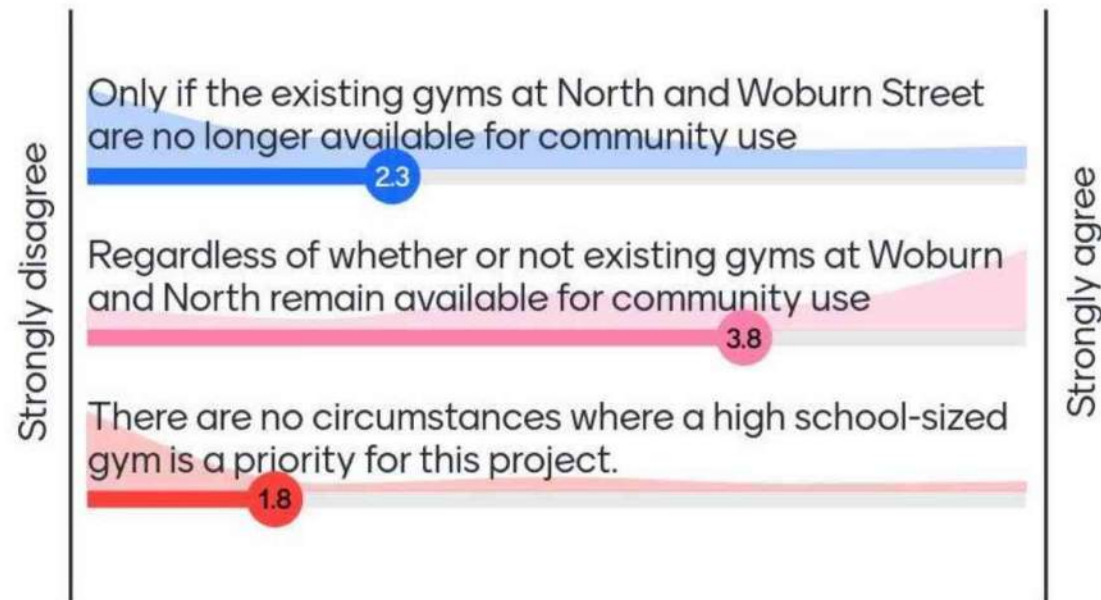 Strongly disagree
Only if the existing gyms at North and Woburn Street
are no longer available for community use
2.3
Regardless of whether or not existing gyms at Woburn
and North remain available for community use
3.8
There are no circumstances where a high school-sized
gym is a priority for this project.
1.8
Strongly agree